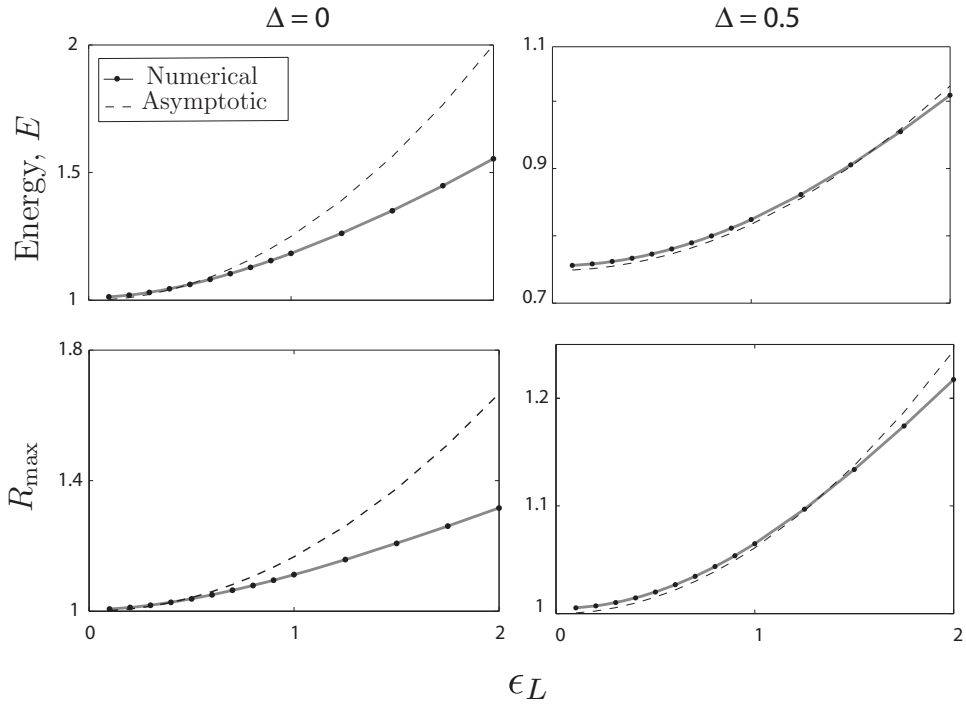 Δ = 0
Δ = 0.5
Energy, E
2
1.5
1
Numerical
Asymptotic
1.1
0.9
0.7
R_max
1.8
1.4
1
0
1
2
1.2
1.1
1
0
1
2
ϵ_L